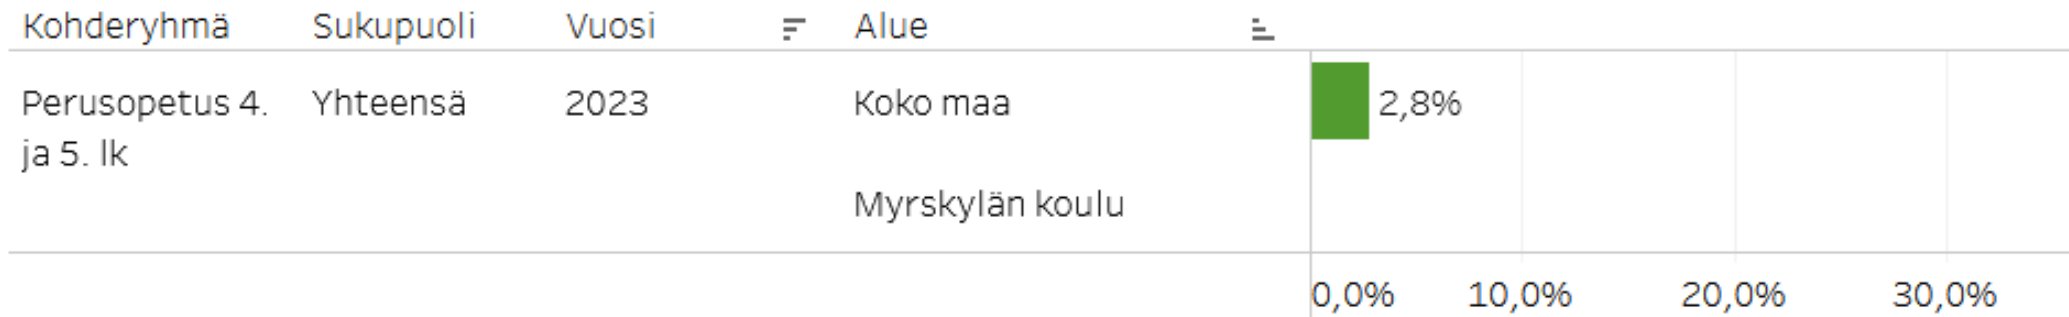 Kohderyhmä Sukupuoli Vuosi Alue
Perusopetus 4. Yhteensä 2023 Koko maa 2,8%
ja 5. lk
Myrskylän koulu
0,0% 10,0% 20,0% 30,0%